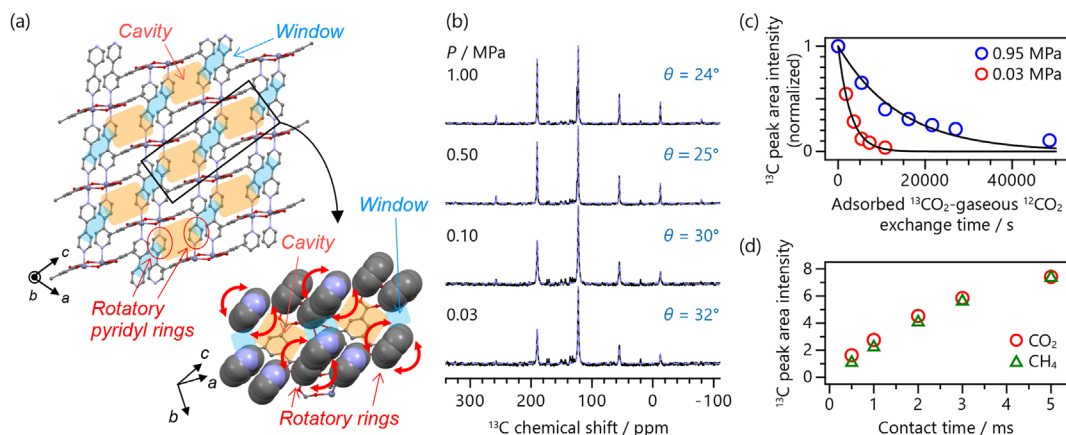 (a)
Cavity
Window
c
b
a
Rotatory
pyridyl rings
Window
Cavity
c
a
b
Rotatory rings
(b)
P / MPa
1.00
θ = 24°
0.50
θ = 25°
0.10
θ = 30°
0.03
θ = 32°
300 200 100 0 -100
¹³C chemical shift / ppm
(c)
¹³C peak area intensity
(normalized)
1
0
0.95 MPa
0.03 MPa
0 20000 40000
Adsorbed ¹³CO₂-gaseous ¹²CO₂
exchange time / s
(d)
¹³C peak area intensity
8
6
4
2
0
CO₂
CH₄
0 1 2 3 4 5
Contact time / ms